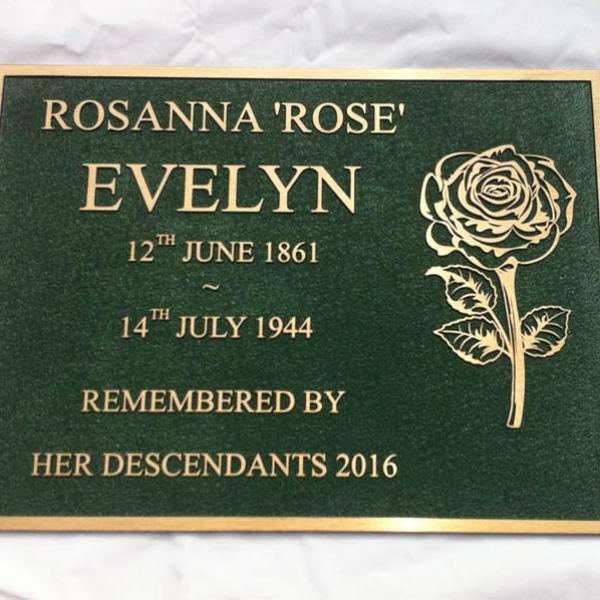 ROSANNA 'ROSE'
EVELYN
12TH JUNE 1861
~
14TH JULY 1944
REMEMBERED BY
HER DESCENDANTS 2016